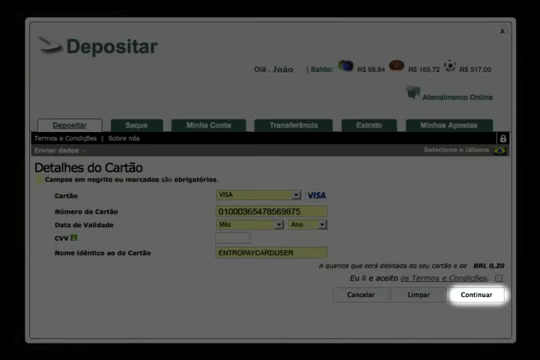 x
Depositar
Olá , João | Saldo: R$ 98,64 R$ 165,72 R$ 517,00
Atendimento Online
Depositar Saque Minha Conta Transferência Extrato Minhas Apostas
Termos e Condições | Sobre nós
Enviar dados Selecione o idioma
Detalhes do Cartão
Campos em negrito ou marcados são obrigatórios.
Cartão VISA VISA
Número do Cartão 01000365478569875
Data de Validade Mês Ano
CVV
Nome idêntico ao do Cartão ENTROPAYCARDUSER
A quantia que será debitada do seu cartão e de BRL 0,20
Eu li e aceito os Termos e Condições.
Cancelar Limpar Continuar